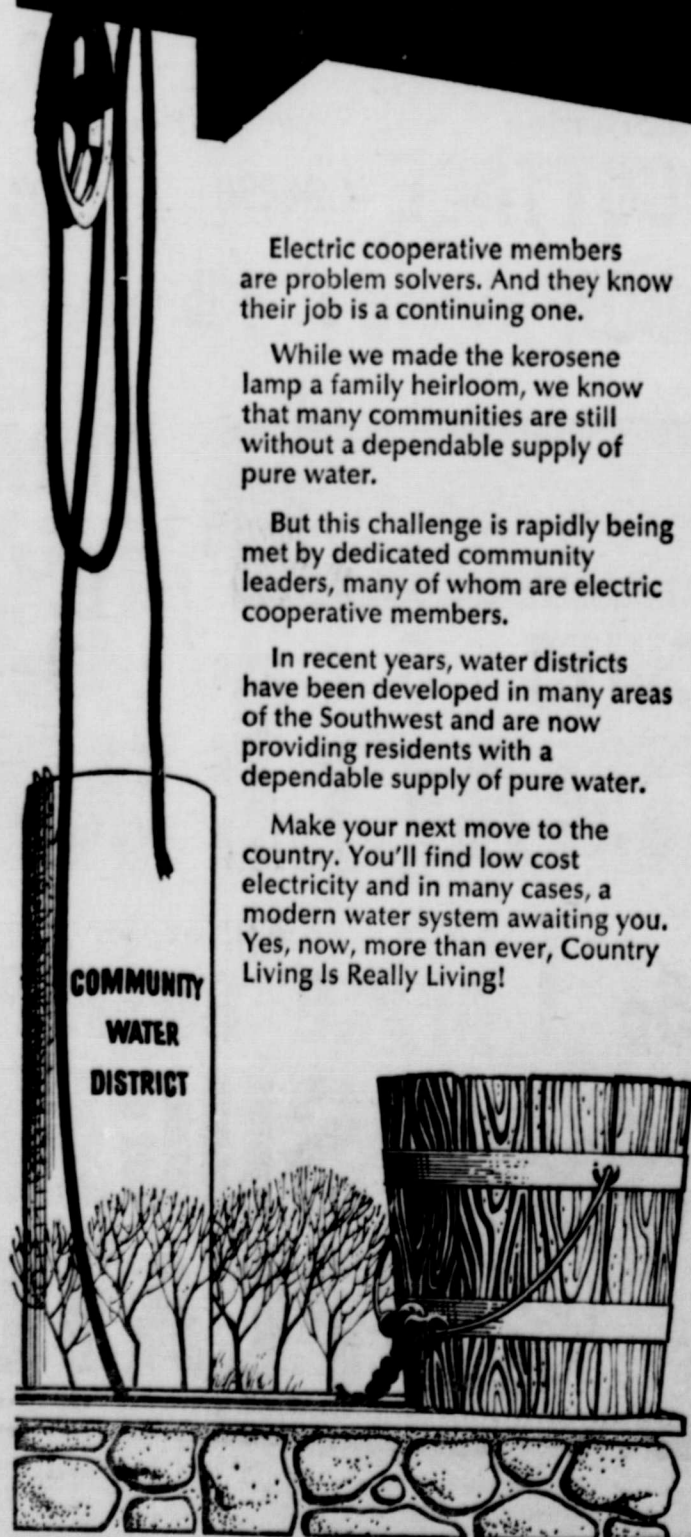 Electric cooperative members
are problem solvers. And they know
their job is a continuing one.
While we made the kerosene
lamp a family heirloom, we know
that many communities are still
without a dependable supply of
pure water.
But this challenge is rapidly being
met by dedicated community
leaders, many of whom are electric
cooperative members.
In recent years, water districts
have been developed in many areas
of the Southwest and are now
providing residents with a
dependable supply of pure water.
Make your next move to the
country. You'll find low cost
electricity and in many cases, a
modern water system awaiting you.
Yes, now, more than ever, Country
Living Is Really Living!
COMMUNITY
WATER
DISTRICT